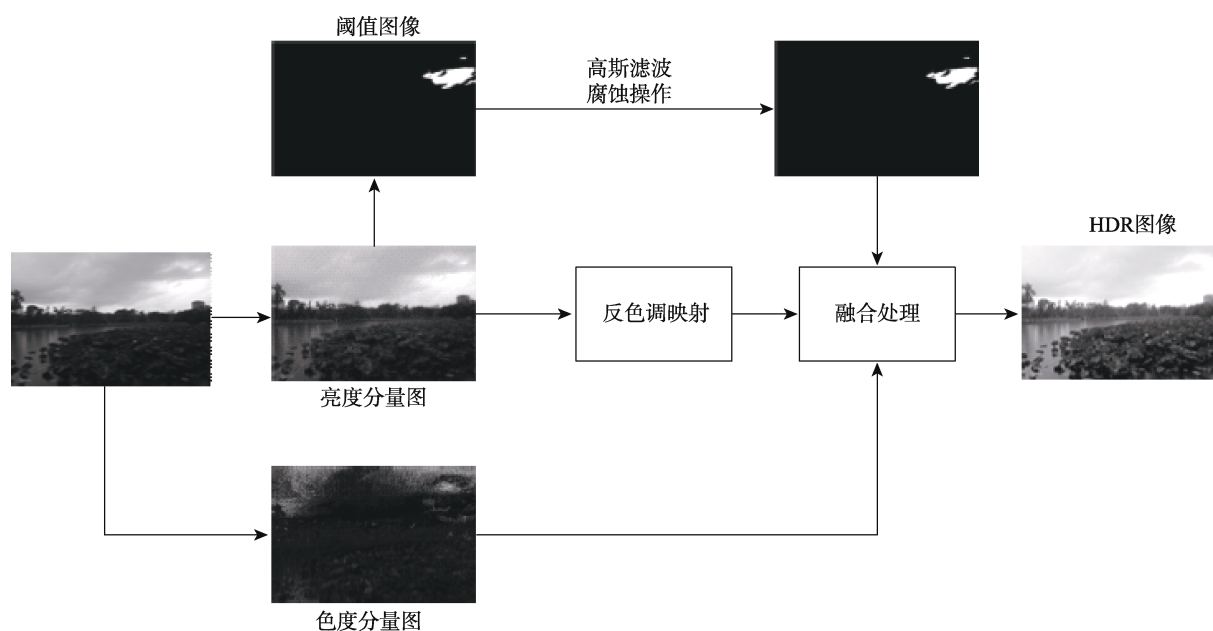 阈值图像
高斯滤波
腐蚀操作
HDR图像
反色调映射
融合处理
亮度分量图
色度分量图